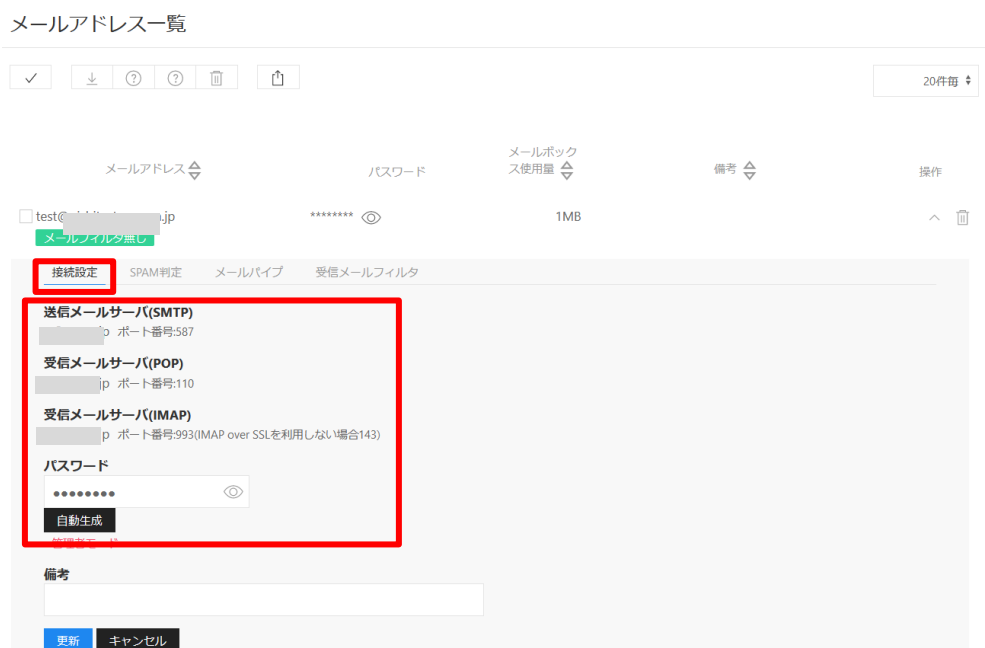 メールアドレス一覧
20件毎
メールアドレス
パスワード
メールボック
ス使用量
備考
操作
test@
.jp
********
1MB
メールフィルタ無し
接続設定
SPAM判定
メールパイプ
受信メールフィルタ
送信メールサーバ(SMTP)
ポート番号:587
受信メールサーバ(POP)
jp ポート番号:110
受信メールサーバ(IMAP)
p ポート番号:993(IMAP over SSLを利用しない場合143)
パスワード
●●●●●●●●
自動生成
管理者モード
備考
更新
キャンセル